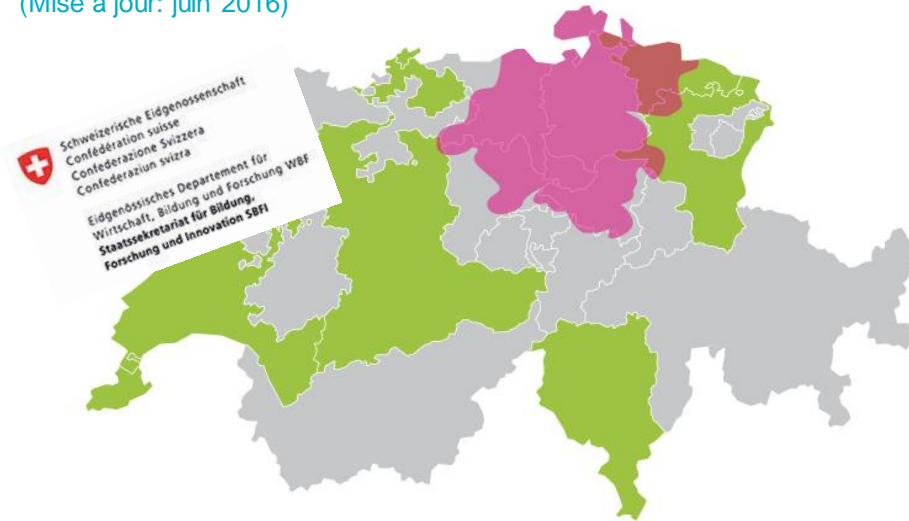 (Mise à jour: juin 2016)
Schweizerische Eidgenossenschaft
Confédération suisse
Confederazione Svizzera
Confederaziun svizra
Eidgenössisches Departement für
Wirtschaft, Bildung und Forschung WBF
Staatssekretariat für Bildung,
Forschung und Innovation SBFI